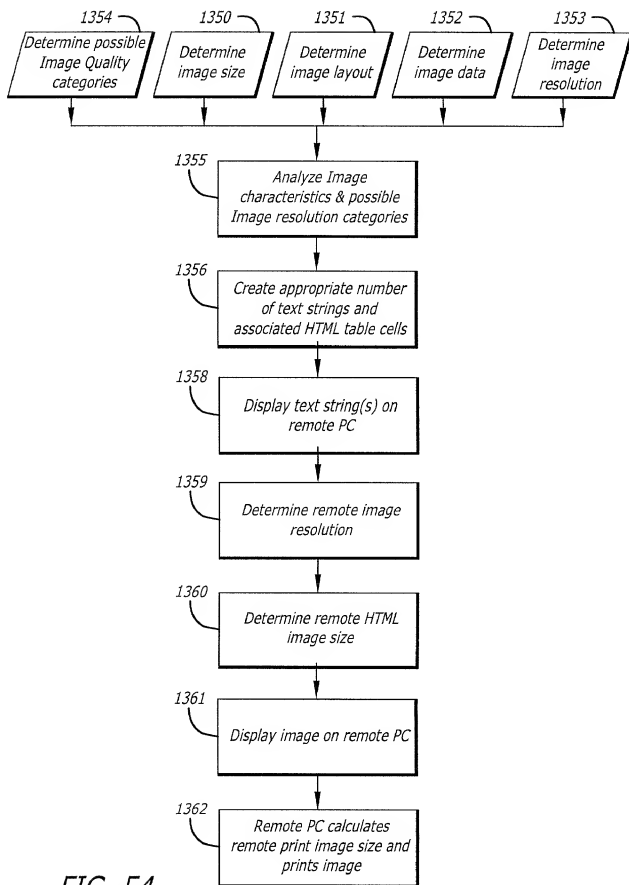 1354
Determine possible
Image Quality
categories
1350
Determine
image size
1351
Determine
image layout
1352
Determine
image data
1353
Determine
image
resolution
1355
Analyze Image
characteristics & possible
Image resolution categories
1356
Create appropriate number
of text strings and
associated HTML table cells
1358
Display text string(s) on
remote PC
1359
Determine remote image
resolution
1360
Determine remote HTML
image size
1361
Display image on remote PC
1362
Remote PC calculates
remote print image size and
prints image